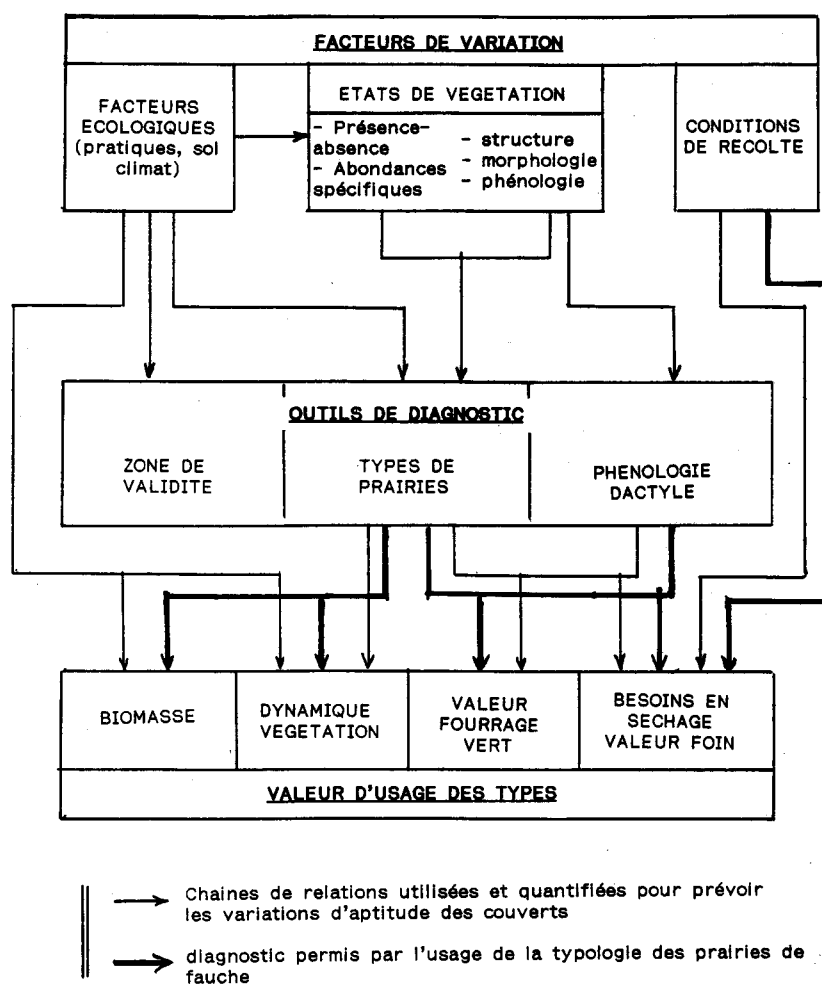 FACTEURS DE VARIATION
FACTEURS
ECOLOGIQUES
(pratiques, sol
climat)
ETATS DE VEGETATION
- Présence-
absence
- Abondances
spécifiques
- structure
- morphologie
- phénologie
CONDITIONS
DE RECOLTE
OUTILS DE DIAGNOSTIC
ZONE DE
VALIDITE
TYPES DE
PRAIRIES
PHENOLOGIE
DACTYLE
BIOMASSE
DYNAMIQUE
VEGETATION
VALEUR
FOURRAGE
VERT
BESOINS EN
SECHAGE
VALEUR FOIN
VALEUR D'USAGE DES TYPES
Chaines de relations utilisées et quantifiées pour prévoir
les variations d'aptitude des couverts
diagnostic permis par l'usage de la typologie des prairies de
fauche